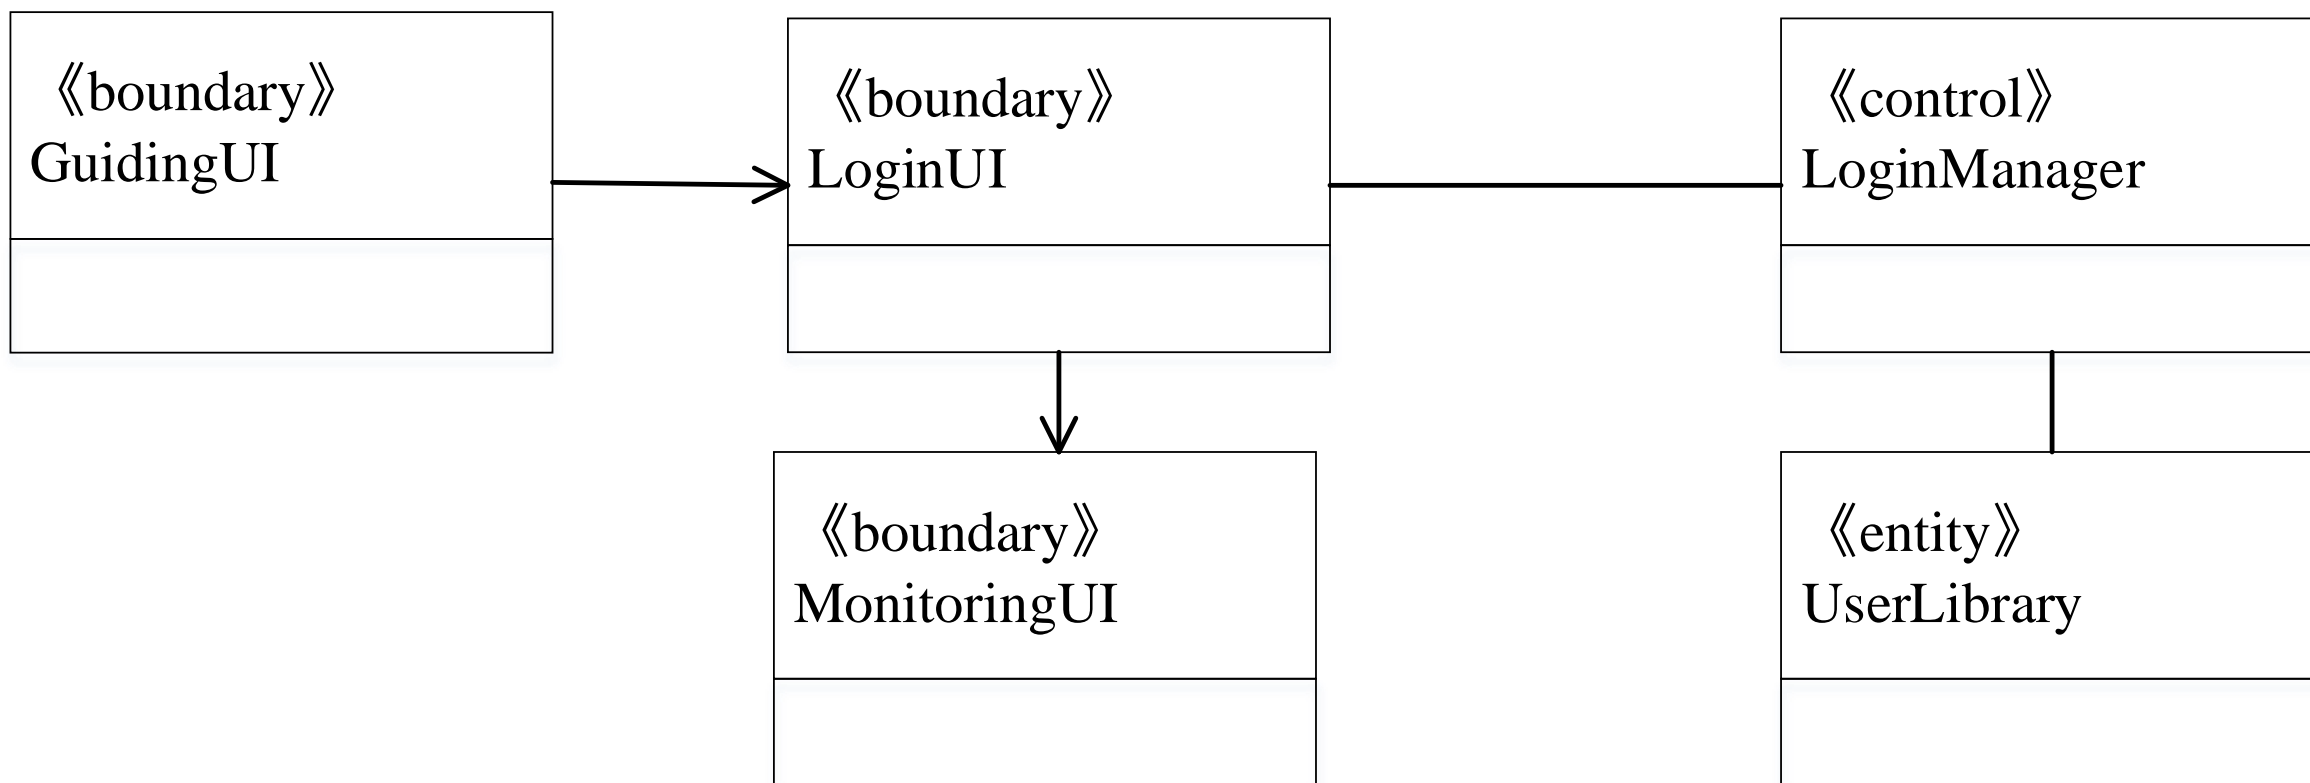 《boundary》
GuidingUI
《boundary》
LoginUI
《control》
LoginManager
《boundary》
MonitoringUI
《entity》
UserLibrary